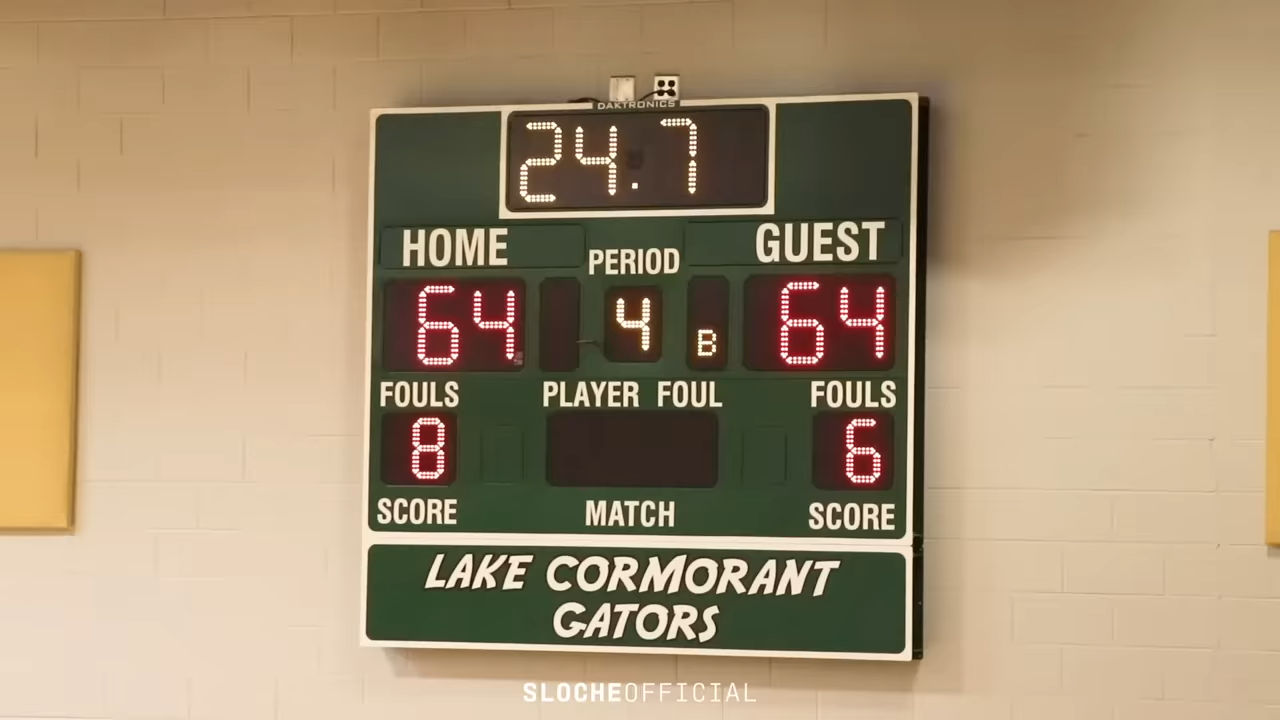 DAKTRONICS
24.7
HOME PERIOD GUEST
64 4 B 64
FOULS PLAYER FOUL FOULS
8 6
SCORE MATCH SCORE
LAKE CORMORANT
GATORS
SLOCHEOFFICIAL